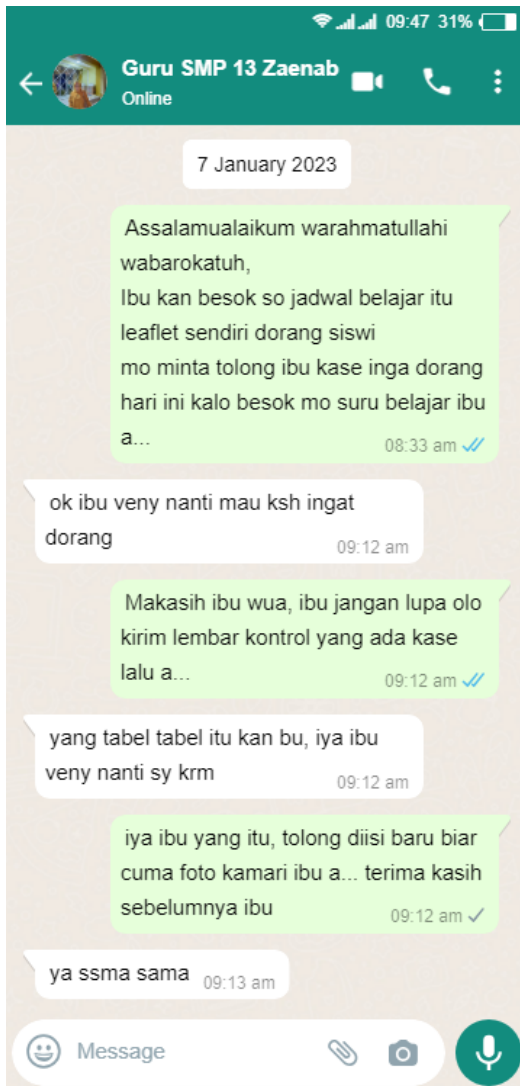 09:47 31%
Guru SMP 13 Zaenab
Online
7 January 2023
Assalamualaikum warahmatullahi
wabarokatuh,
Ibu kan besok so jadwal belajar itu
leaflet sendiri dorang siswi
mo minta tolong ibu kase inga dorang
hari ini kalo besok mo suru belajar ibu
a...
08:33 am
ok ibu veny nanti mau ksh ingat
dorang
09:12 am
Makasih ibu wua, ibu jangan lupa olo
kirim lembar kontrol yang ada kase
lalu a...
09:12 am
yang tabel tabel itu kan bu, iya ibu
veny nanti sy krm
09:12 am
iya ibu yang itu, tolong diisi baru biar
cuma foto kamari ibu a... terima kasih
sebelumnya ibu
09:12 am
ya ssma sama
09:13 am
Message